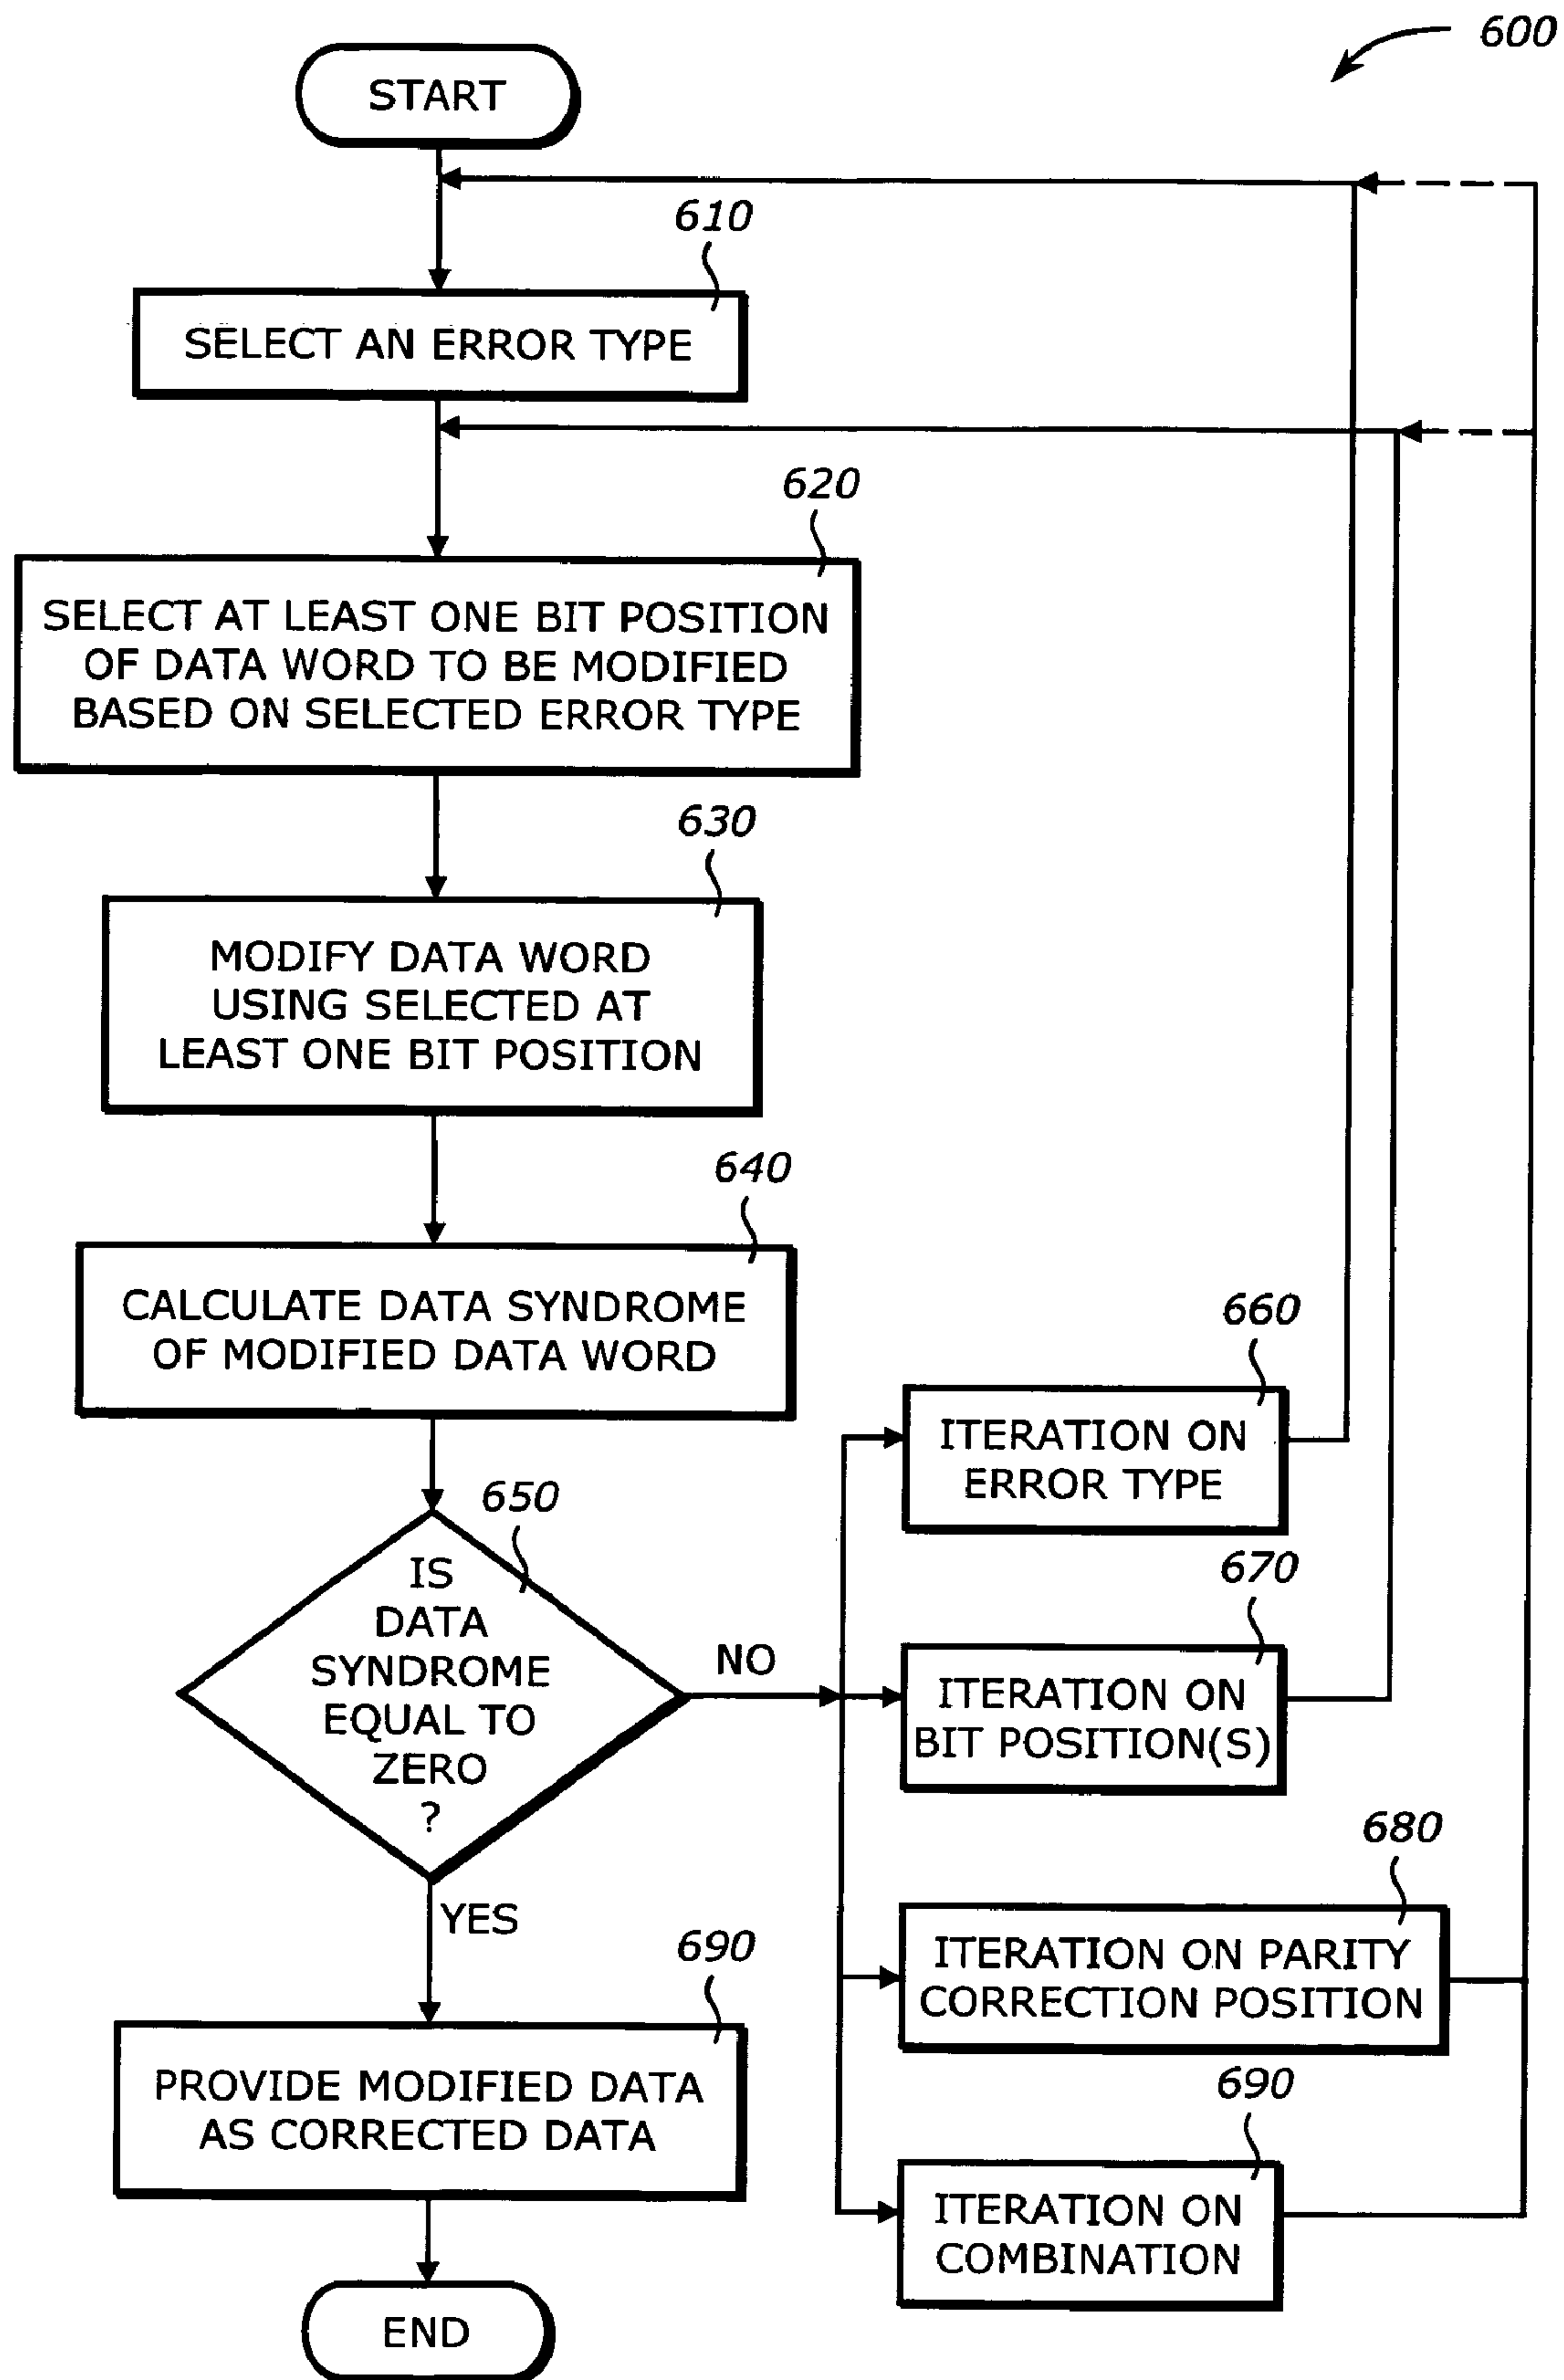 600
START
610
SELECT AN ERROR TYPE
620
SELECT AT LEAST ONE BIT POSITION
OF DATA WORD TO BE MODIFIED
BASED ON SELECTED ERROR TYPE
630
MODIFY DATA WORD
USING SELECTED AT
LEAST ONE BIT POSITION
640
CALCULATE DATA SYNDROME
OF MODIFIED DATA WORD
650
IS
DATA
SYNDROME
EQUAL TO
ZERO
?
NO
YES
660
ITERATION ON
ERROR TYPE
670
ITERATION ON
BIT POSITION(S)
680
ITERATION ON PARITY
CORRECTION POSITION
690
ITERATION ON
COMBINATION
690
PROVIDE MODIFIED DATA
AS CORRECTED DATA
END